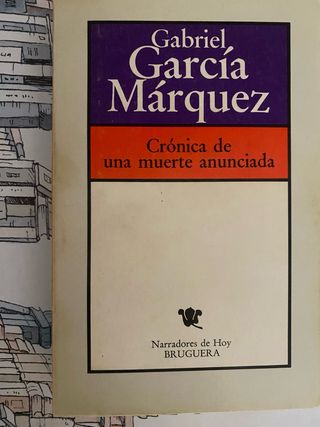 Gabriel
García
Márquez
Crónica de
una muerte anunciada
Narradores de Hoy
BRUGUERA